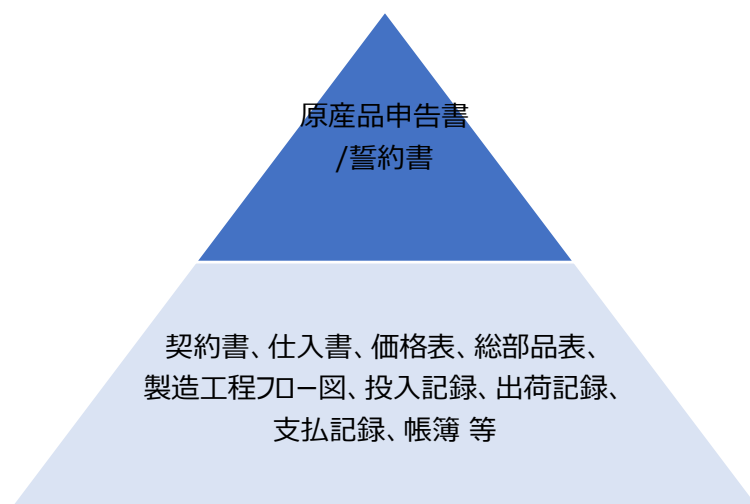 原産品申告書
/誓約書
契約書、仕入書、価格表、総部品表、
製造工程フロー図、投入記録、出荷記録、
支払記録、帳簿 等